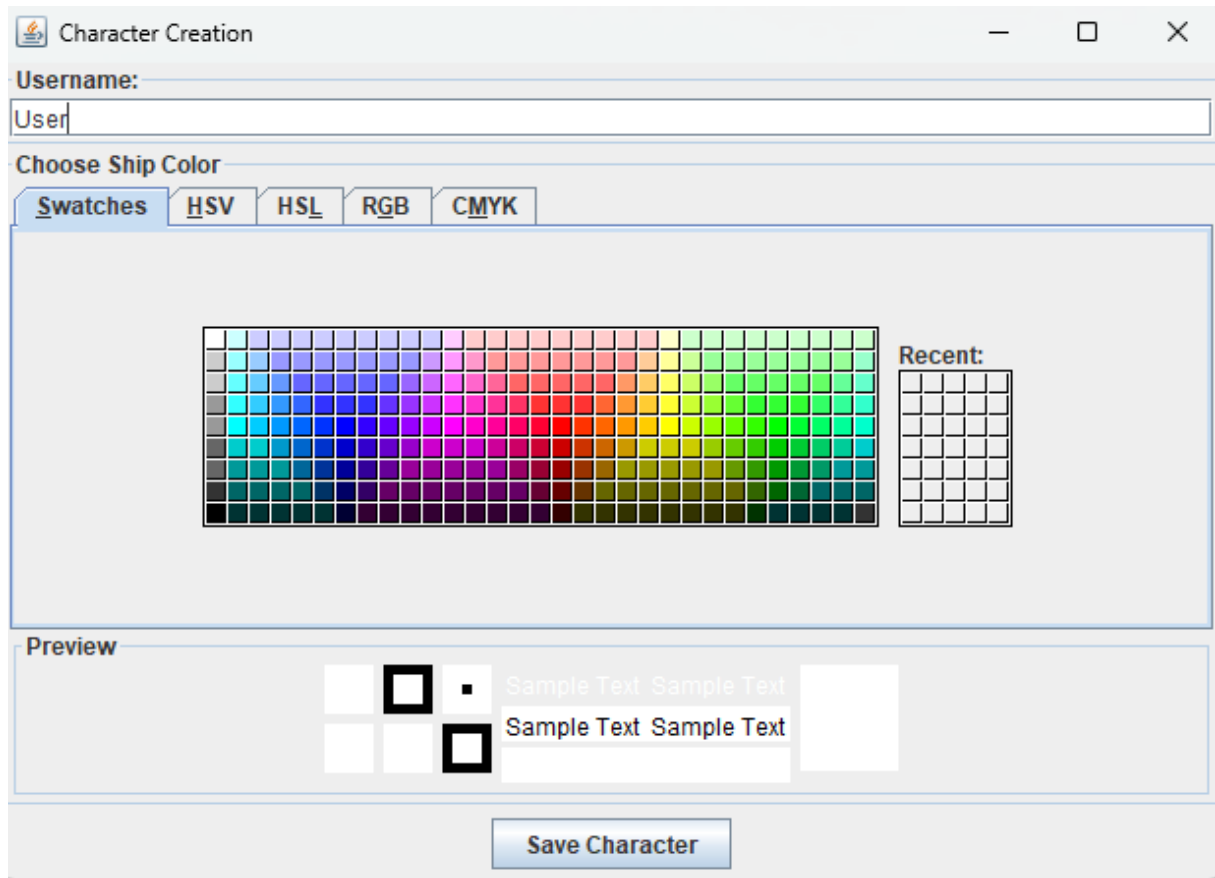 Character Creation
Username:
User
Choose Ship Color
Swatches HSV HSL RGB CMYK
Recent:
Preview
Sample Text Sample Text
Sample Text Sample Text
Save Character